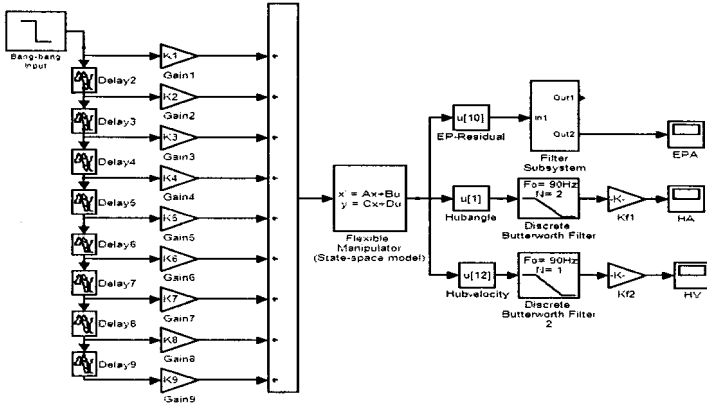 Bang-bang
Input
Delay2
Delay3
Delay4
Delay5
Delay6
Delay7
Delay8
Delay9
K1
Gain1
K2
Gain2
K3
Gain3
K4
Gain4
K5
Gain5
K6
Gain6
K7
Gain7
K8
Gain8
K9
Gain9
+
+
+
+
+
+
+
+
+
x' = Ax+Bu
y = Cx+Du
Flexible
Manipulator
(State-space model)
u[10]
EP-Residual
In1
Out1
Out2
Filter
Subsystem
EPA
u[1]
Hubangle
Fo= 90Hz
N= 2
Discrete
Butterworth Filter
-K-
Kf1
HA
u[12]
Hub-velocity
Fo= 90Hz
N= 1
Discrete
Butterworth Filter
2
-K-
Kf2
HV